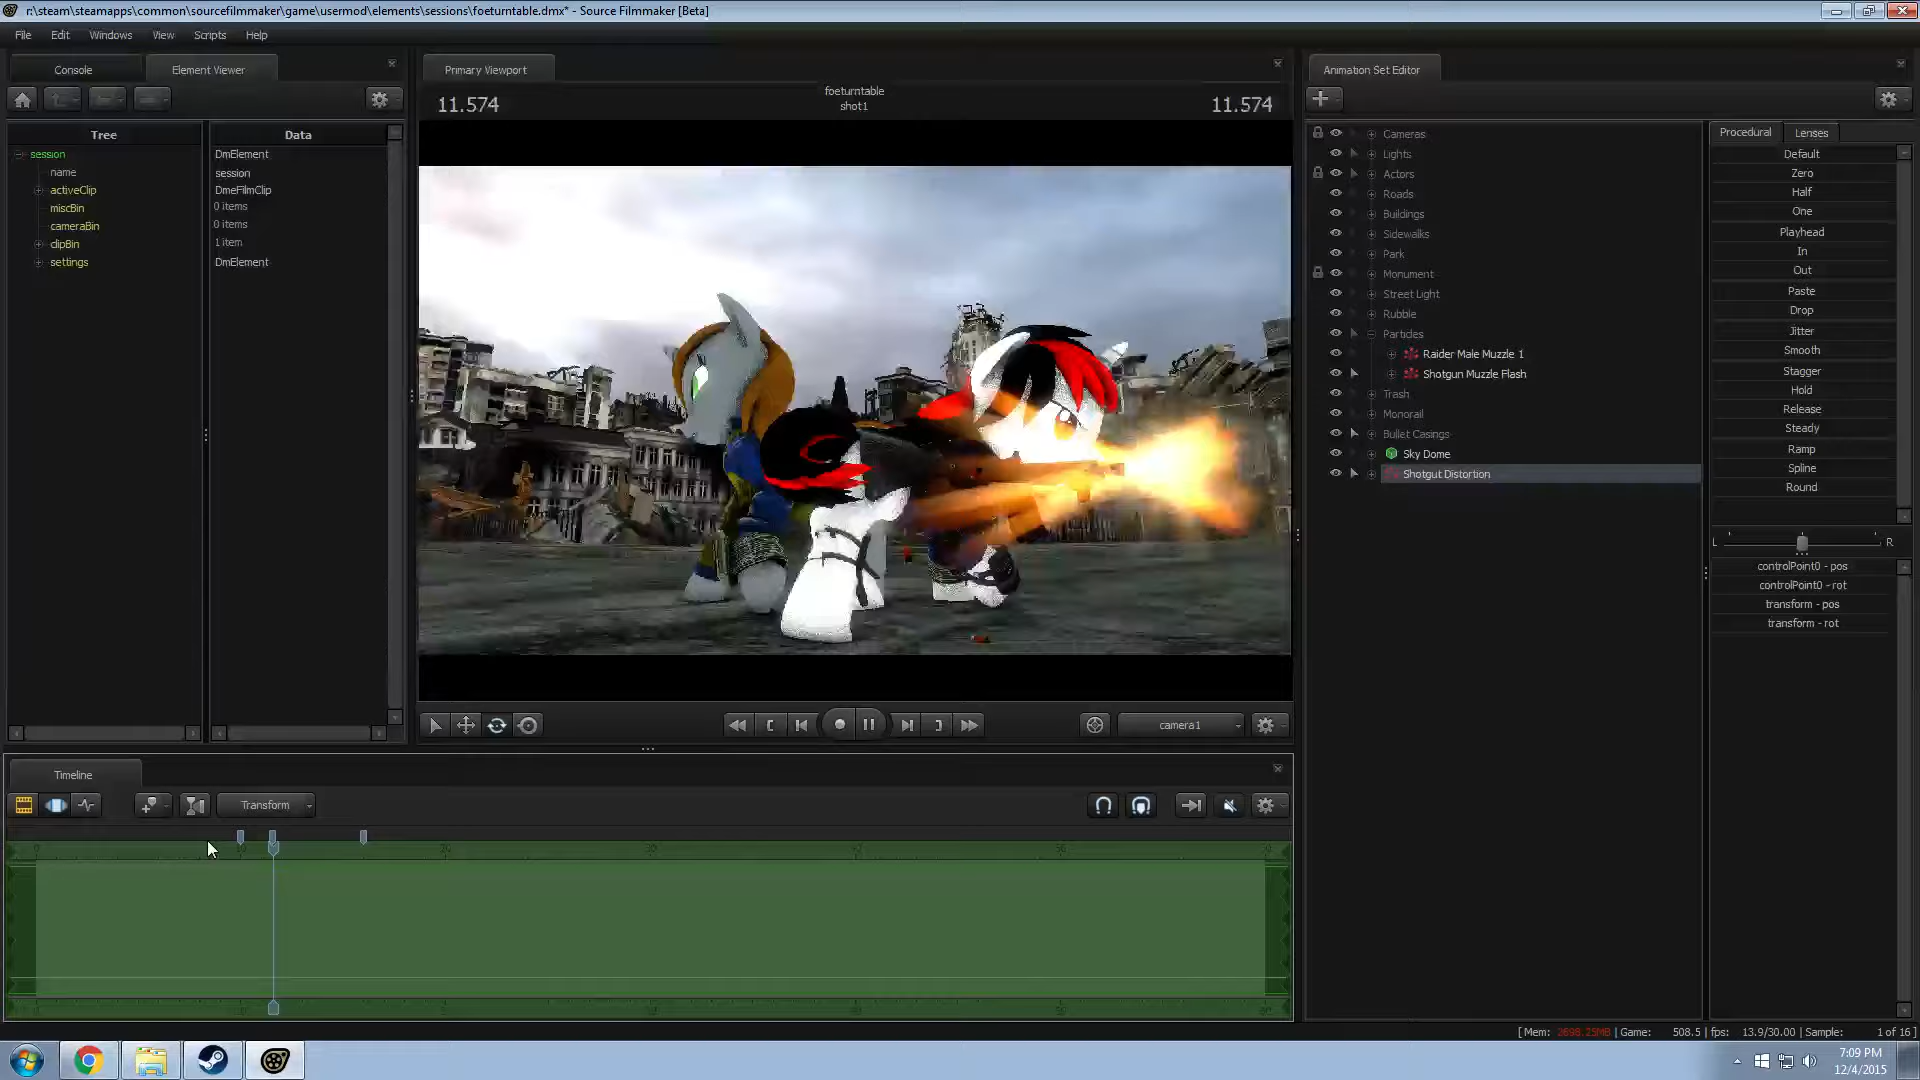 r:\steam\steamapps\common\sourcefilmmaker\game\usermod\elements\sessions\foeturntable.dmx* - Source Filmmaker [Beta]
File Edit Windows View Scripts Help
Console Element Viewer
Tree Data
session DmElement
name session
activeClip DmeFilmClip
miscBin 0 items
cameraBin 0 items
clipBin 1 item
settings DmElement
Primary Viewport
11.574 foeturntable 11.574
shot1
camera1
Timeline
Transform
Animation Set Editor
Cameras
Lights
Actors
Roads
Buildings
Sidewalks
Park
Monument
Street Light
Rubble
Particles
Raider Male Muzzle 1
Shotgun Muzzle Flash
Trash
Monorail
Bullet Casings
Sky Dome
Shotgut Distortion
Procedural Lenses
Default
Zero
Half
One
Playhead
In
Out
Paste
Drop
Jitter
Smooth
Stagger
Hold
Release
Steady
Ramp
Spline
Round
L R
controlPoint0 - pos
controlPoint0 - rot
transform - pos
transform - rot
[ Mem: 2698.25MB | Game: 508.5 | fps: 13.9/30.00 | Sample: 1 of 16 ]
7:09 PM
12/4/2015